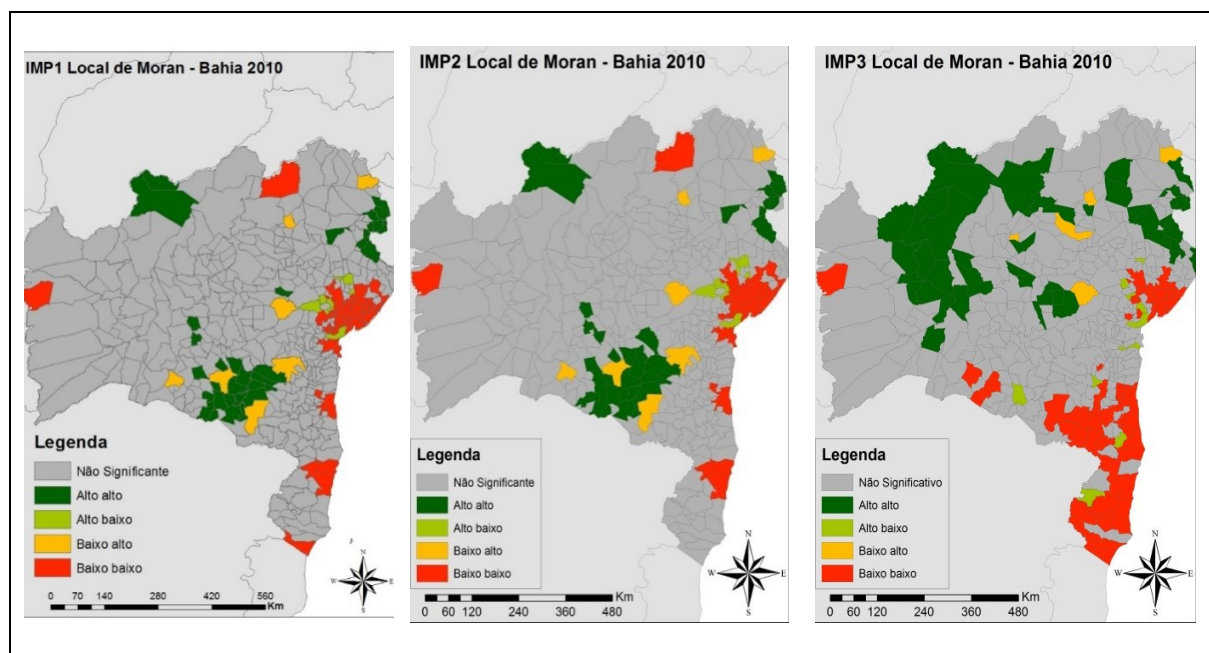 IMP1 Local de Moran - Bahia 2010
Legenda
Não Significante
Alto alto
Alto baixo
Baixo alto
Baixo baixo
N
W
E
S
0 70 140 280 420 560
Km
IMP2 Local de Moran - Bahia 2010
Legenda
Não Significante
Alto alto
Alto baixo
Baixo alto
Baixo baixo
N
W
E
S
Km
0 60 120 240 360 480
IMP3 Local de Moran - Bahia 2010
Legenda
Não Significativo
Alto alto
Alto baixo
Baixo alto
Baixo baixo
N
W
E
S
Km
0 60 120 240 360 480